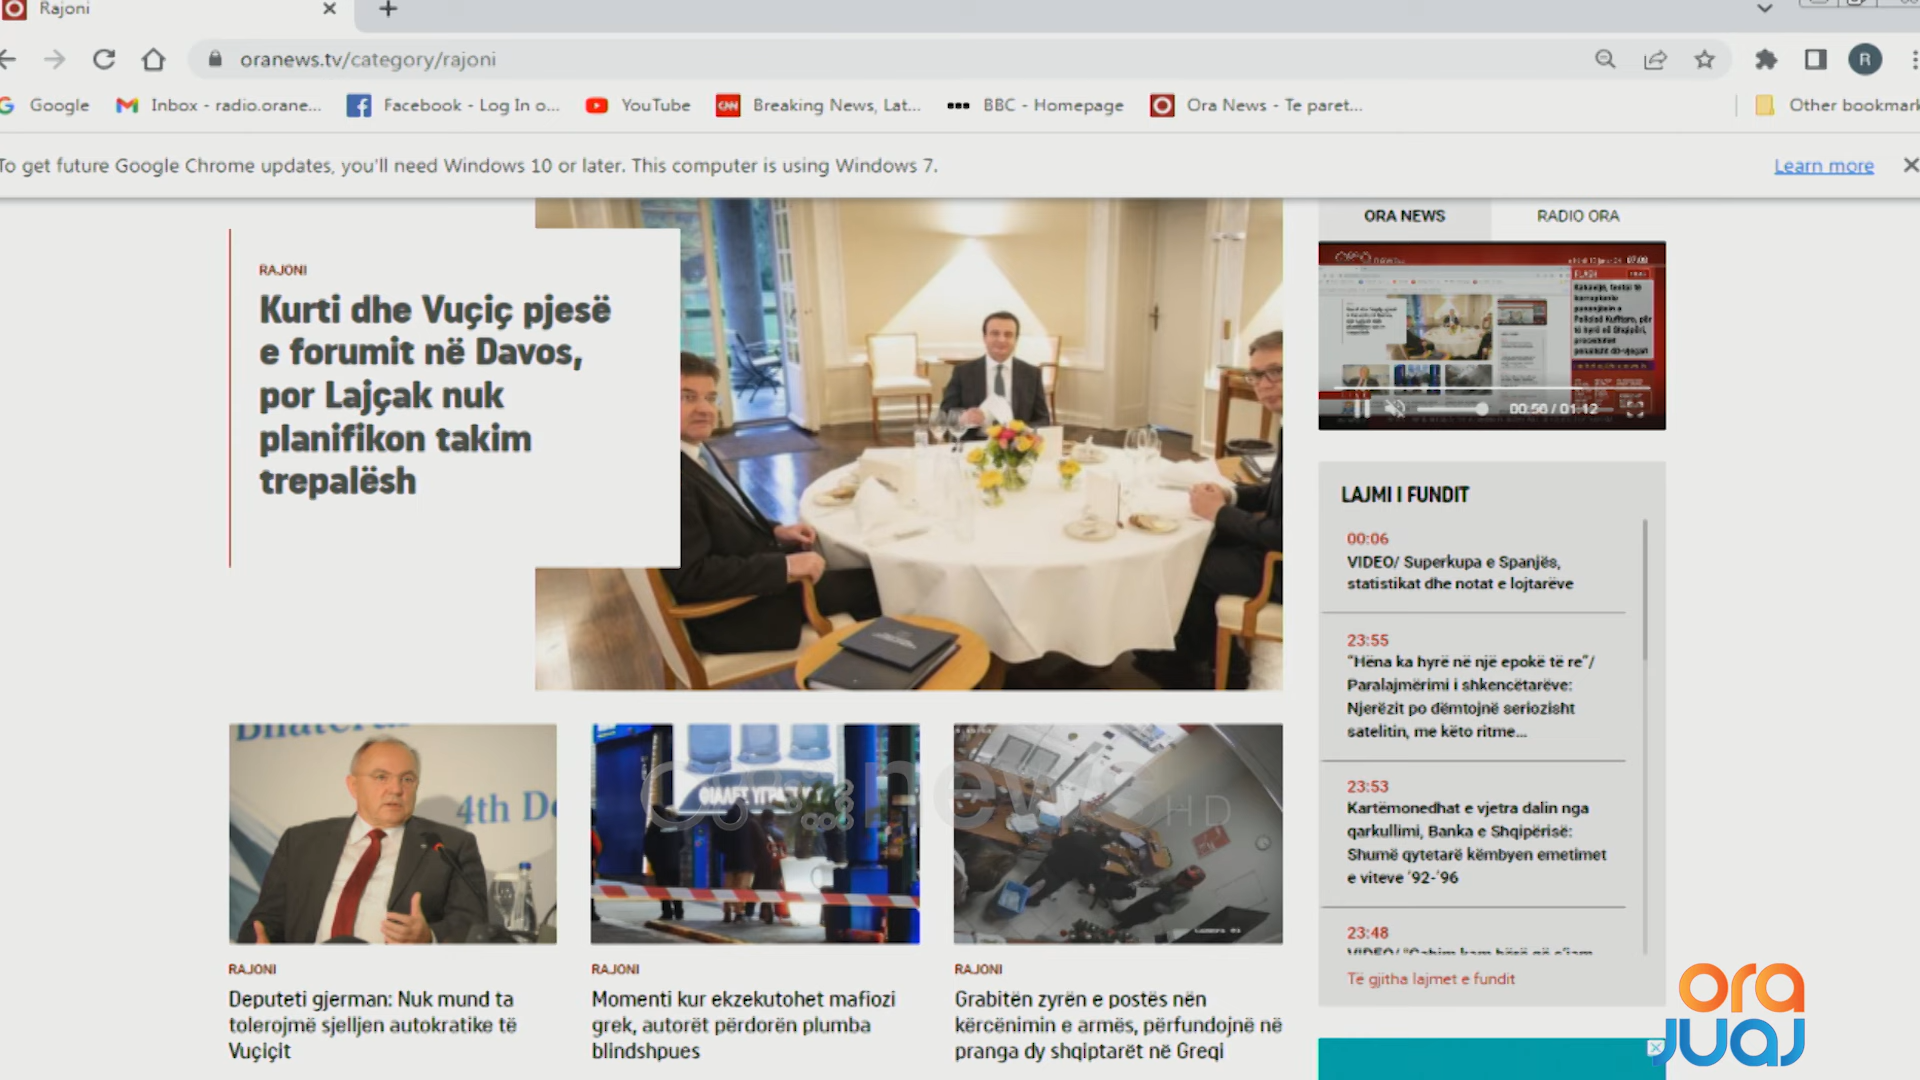 Rajoni
oranews.tv/category/rajoni
R
Google
Inbox - radio.orane...
Facebook - Log In o...
YouTube
CNN
Breaking News, Lat...
BBC - Homepage
Ora News - Te paret...
Other bookmark
To get future Google Chrome updates, you'll need Windows 10 or later. This computer is using Windows 7.
Learn more
RAJONI
Kurti dhe Vuçiç pjesë
e forumit në Davos,
por Lajçak nuk
planifikon takim
trepalësh
ORA NEWS
RADIO ORA
00:56 / 01:12
LAJMI I FUNDIT
00:06
VIDEO/ Superkupa e Spanjës,
statistikat dhe notat e lojtarëve
23:55
"Hëna ka hyrë në një epokë të re"/
Paralajmërimi i shkencëtarëve:
Njerëzit po dëmtojnë seriozisht
satelitin, me këto ritme...
23:53
Kartëmonedhat e vjetra dalin nga
qarkullimi, Banka e Shqipërisë:
Shumë qytetarë këmbyen emetimet
e viteve '92-'96
23:48
Të gjitha lajmet e fundit
4th De
news HD
RAJONI
Deputeti gjerman: Nuk mund ta
tolerojmë sjelljen autokratike të
Vuçiçit
RAJONI
Momenti kur ekzekutohet mafiozi
grek, autorët përdorën plumba
blindshpues
RAJONI
Grabitën zyrën e postës nën
kërcënimin e armës, përfundojnë në
pranga dy shqiptarët në Greqi
ora
JUAJ